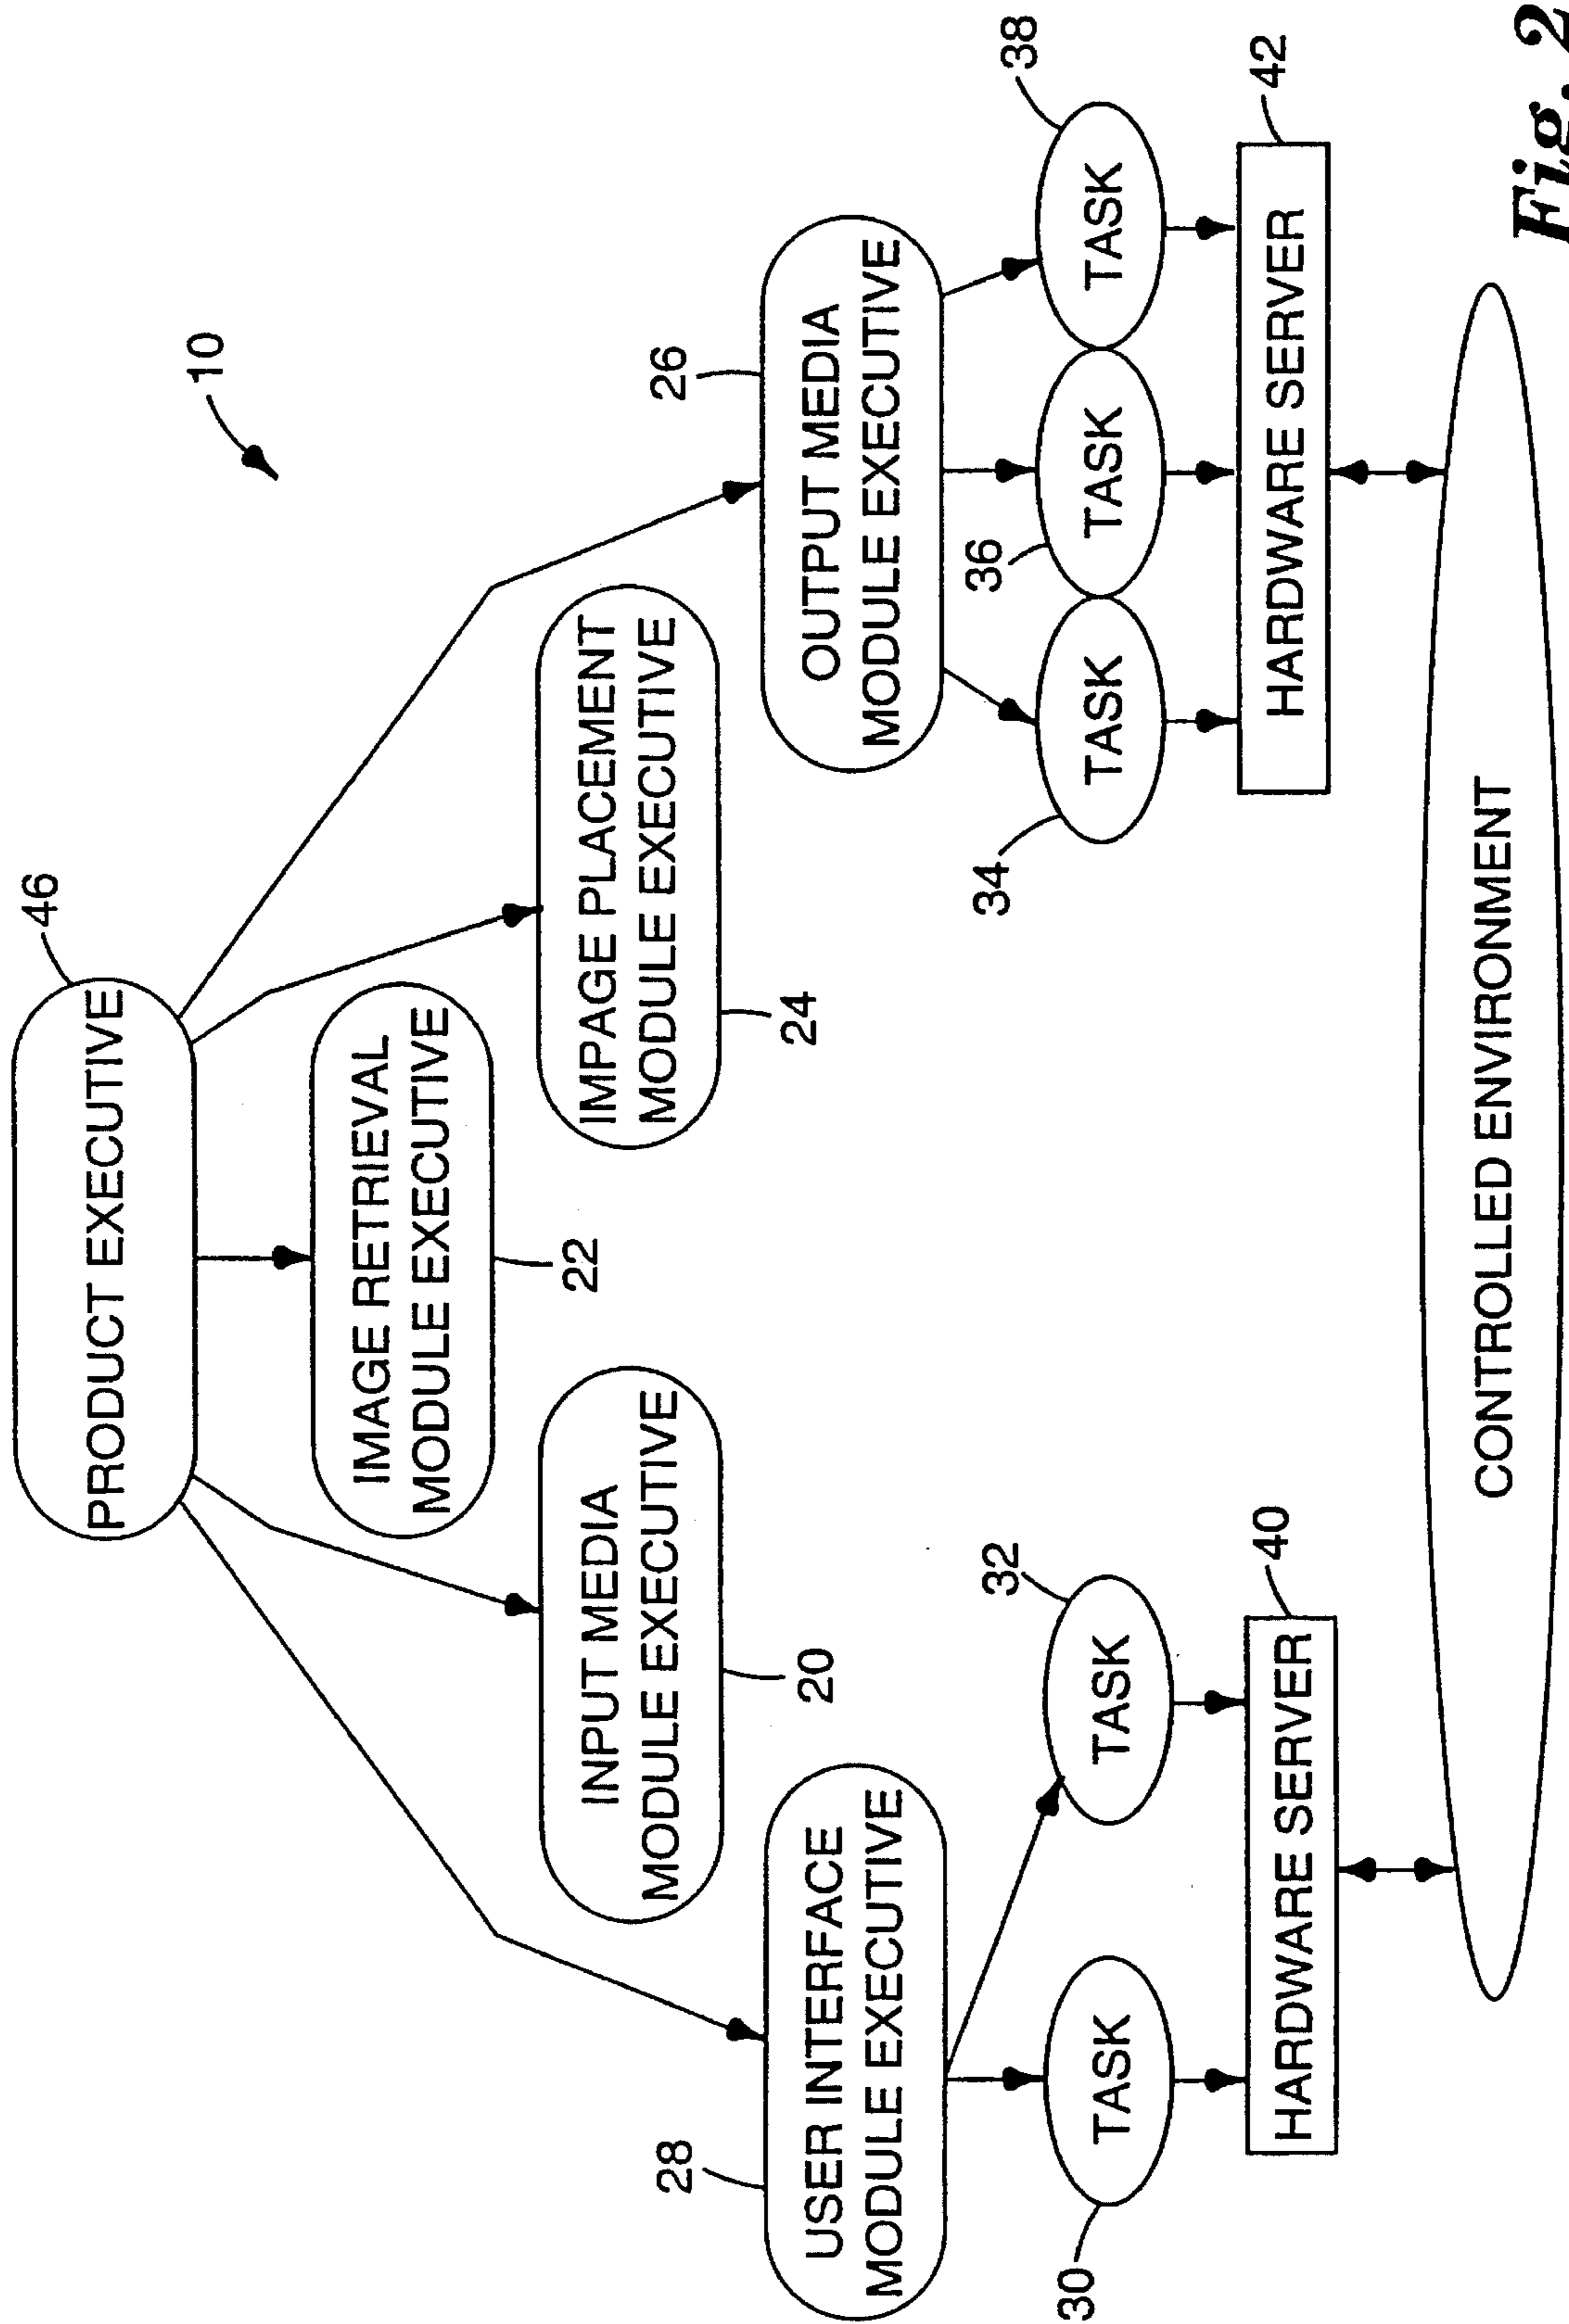 46
PRODUCT EXECUTIVE
10
IMAGE RETRIEVAL
MODULE EXECUTIVE
22
INPUT MEDIA
MODULE EXECUTIVE
20
IMPAGE PLACEMENT
MODULE EXECUTIVE
24
28
USER INTERFACE
MODULE EXECUTIVE
26
OUTPUT MEDIA
MODULE EXECUTIVE
30
TASK
32
TASK
34
TASK
36
TASK
38
TASK
HARDWARE SERVER
40
HARDWARE SERVER
42
CONTROLLED ENVIRONMENT
Fig. 2